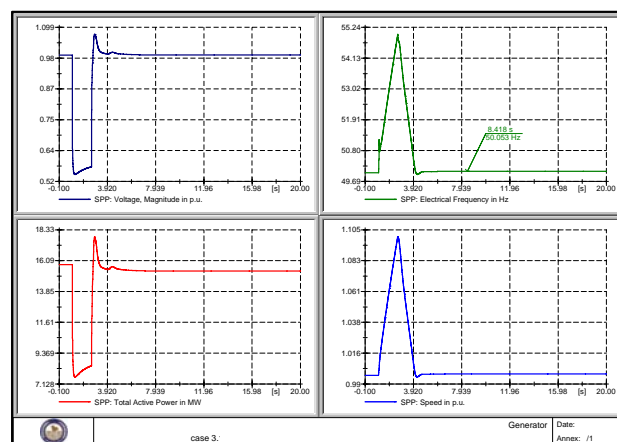 1.099
0.98
0.87
0.75
0.64
0.52
-0.100 3.920 7.939 11.96 15.98 [s] 20.00
SPP: Voltage, Magnitude in p.u.
55.24
54.13
53.02
51.91
50.80
49.69
8.418 s
50.053 Hz
-0.100 3.920 7.939 11.96 15.98 [s] 20.00
SPP: Electrical Frequency in Hz
18.33
16.09
13.85
11.61
9.369
7.128
-0.100 3.920 7.939 11.96 15.98 [s] 20.00
SPP: Total Active Power in MW
1.105
1.083
1.061
1.038
1.016
0.99
-0.100 3.920 7.939 11.96 15.98 [s] 20.00
SPP: Speed in p.u.
case 3.
Generator
Date:
Annex: /1